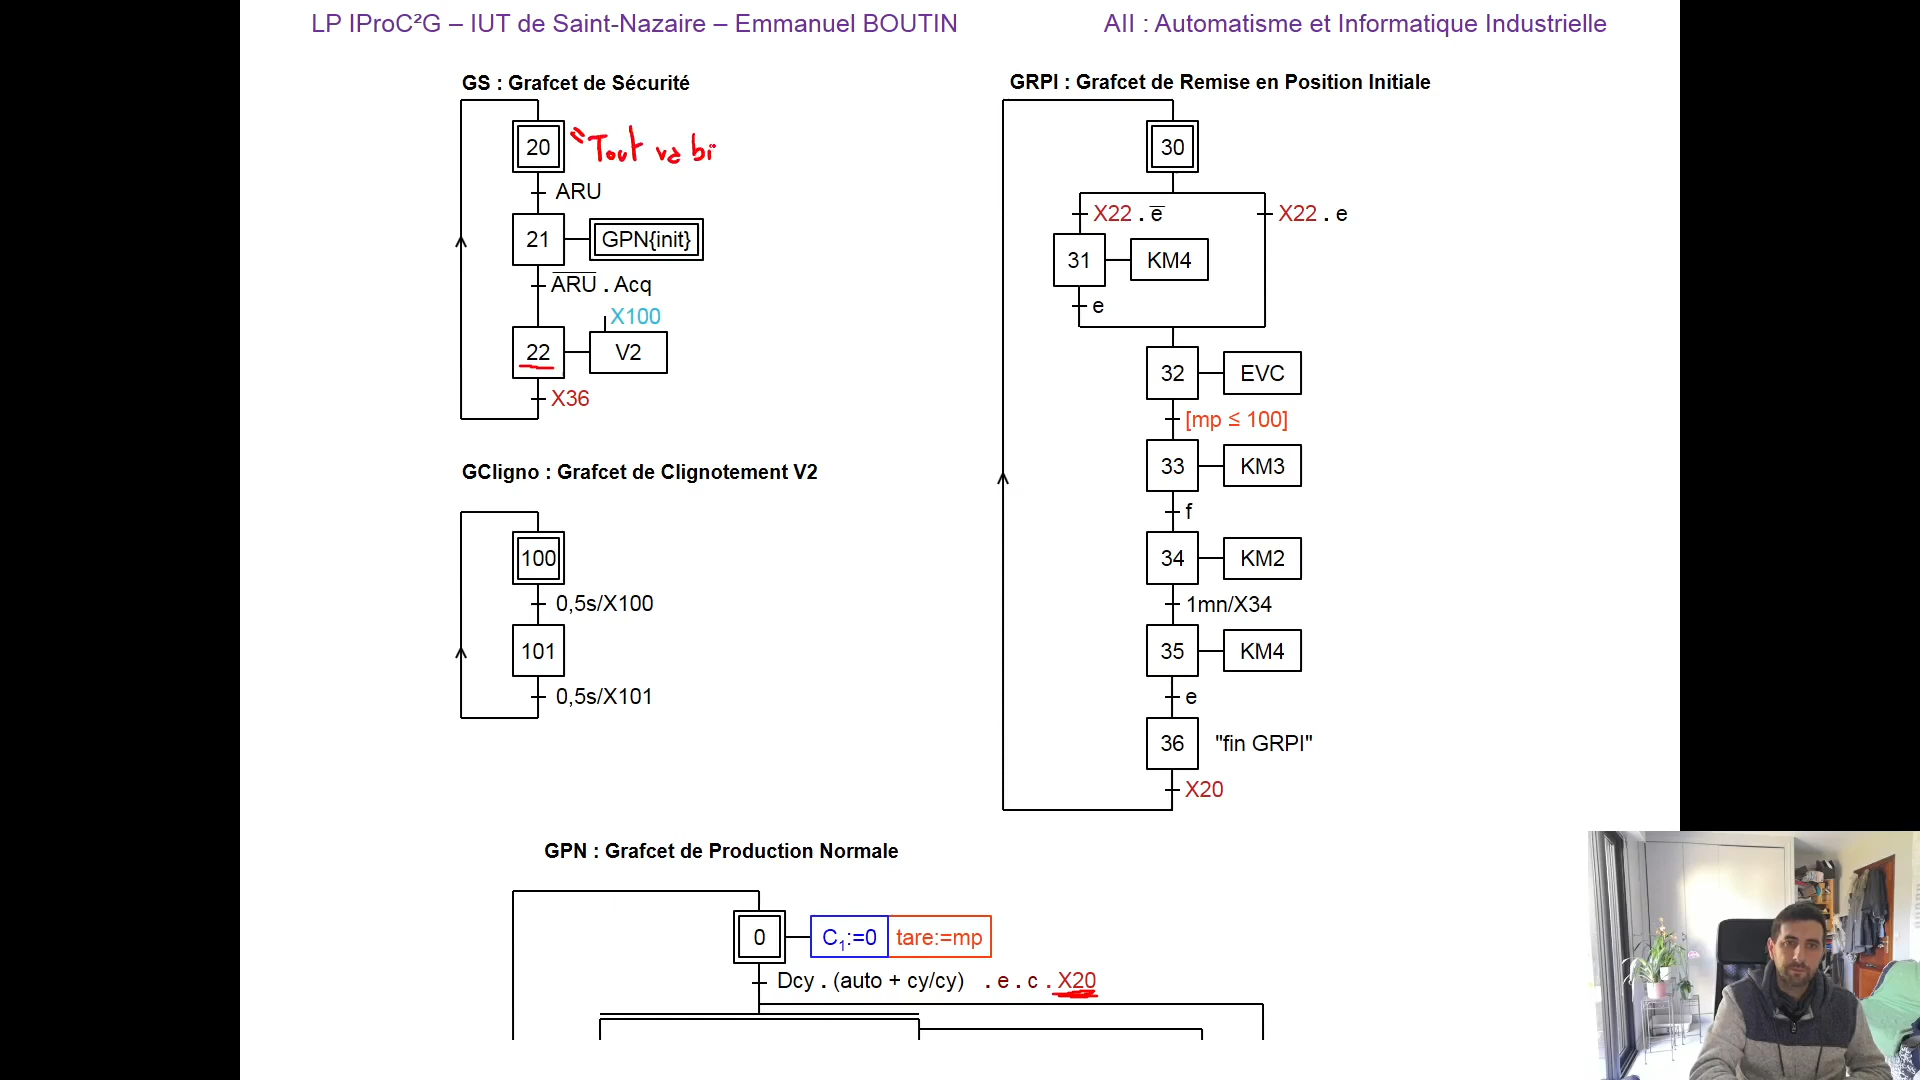 LP IProC²G – IUT de Saint-Nazaire – Emmanuel BOUTIN
AII : Automatisme et Informatique Industrielle
GS : Grafcet de Sécurité
20
"Tout va bi
ARU
21
GPN{init}
A̅R̅U̅ . Acq
X100
22
V2
X36
GCligno : Grafcet de Clignotement V2
100
0,5s/X100
101
0,5s/X101
GRPI : Grafcet de Remise en Position Initiale
30
X22 . e̅
X22 . e
31
KM4
e
32
EVC
[mp ≤ 100]
33
KM3
f
34
KM2
1mn/X34
35
KM4
e
36
"fin GRPI"
X20
GPN : Grafcet de Production Normale
0
C₁:=0
tare:=mp
Dcy . (auto + cy/cy) . e . c . X20